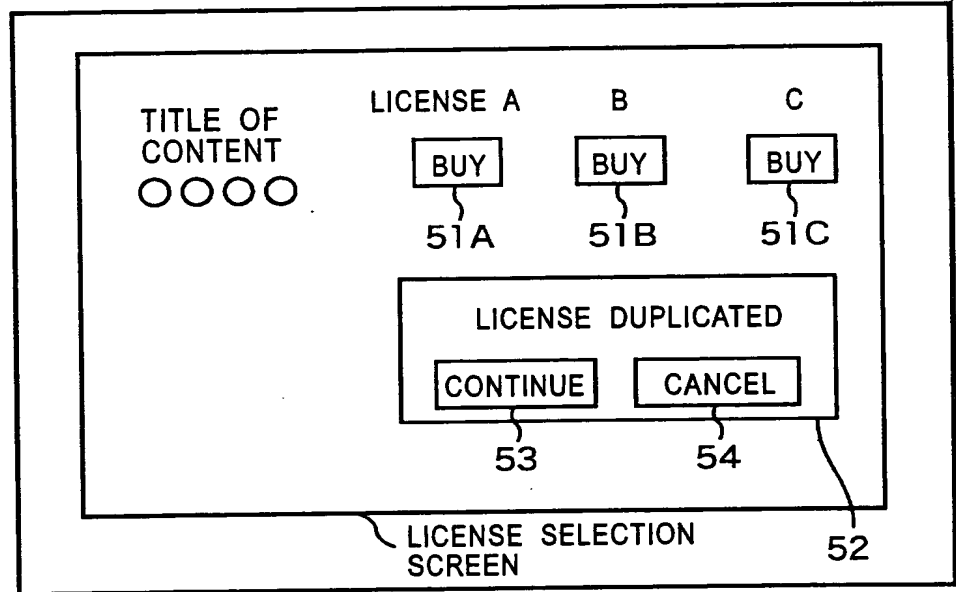 TITLE OF
CONTENT
○○○○
LICENSE A B C
BUY BUY BUY
51A 51B 51C
LICENSE DUPLICATED
CONTINUE CANCEL
53 54
52
LICENSE SELECTION
SCREEN